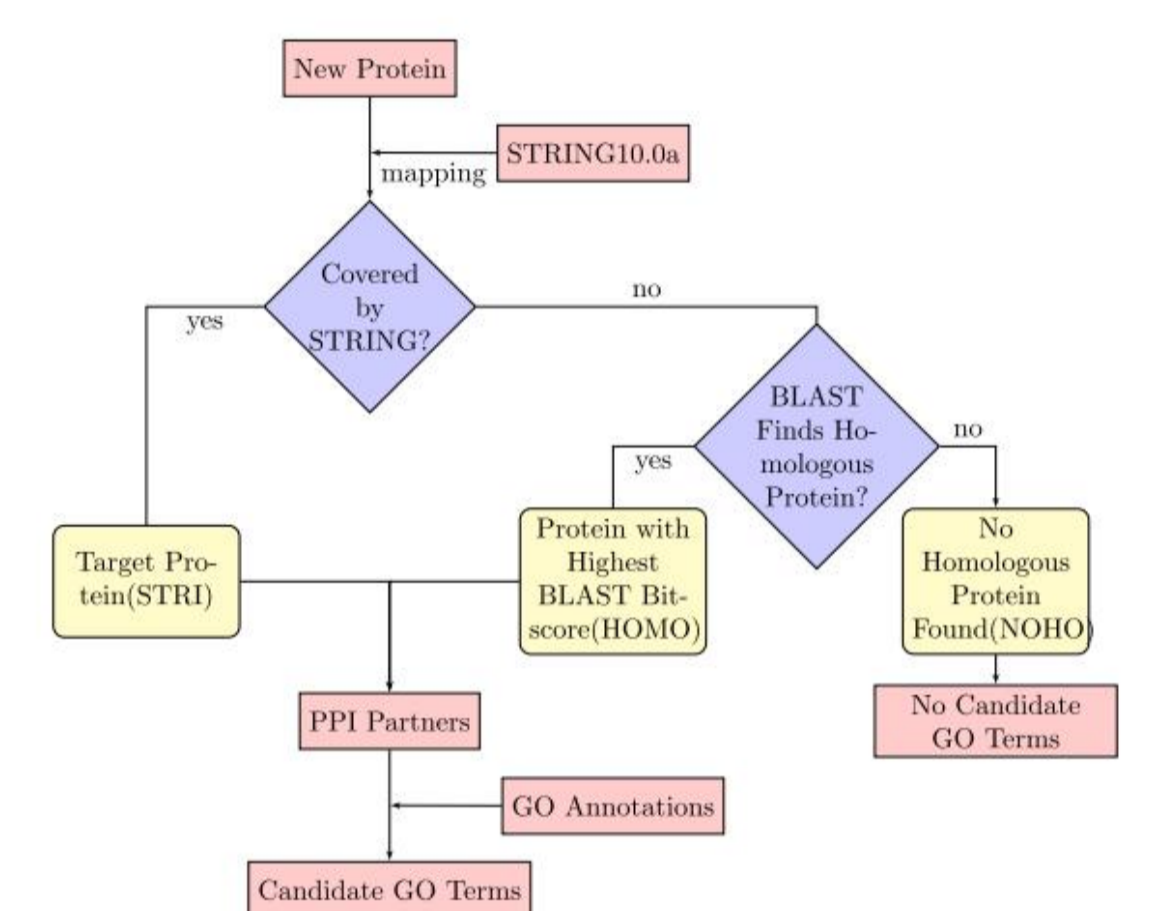 New Protein
STRING10.0a
mapping
Covered
by
STRING?
yes
no
BLAST
Finds Ho-
mologous
Protein?
yes
no
Target Pro-
tein(STRI)
Protein with
Highest
BLAST Bit-
score(HOMO)
No
Homologous
Protein
Found(NOHO)
PPI Partners
No Candidate
GO Terms
GO Annotations
Candidate GO Terms